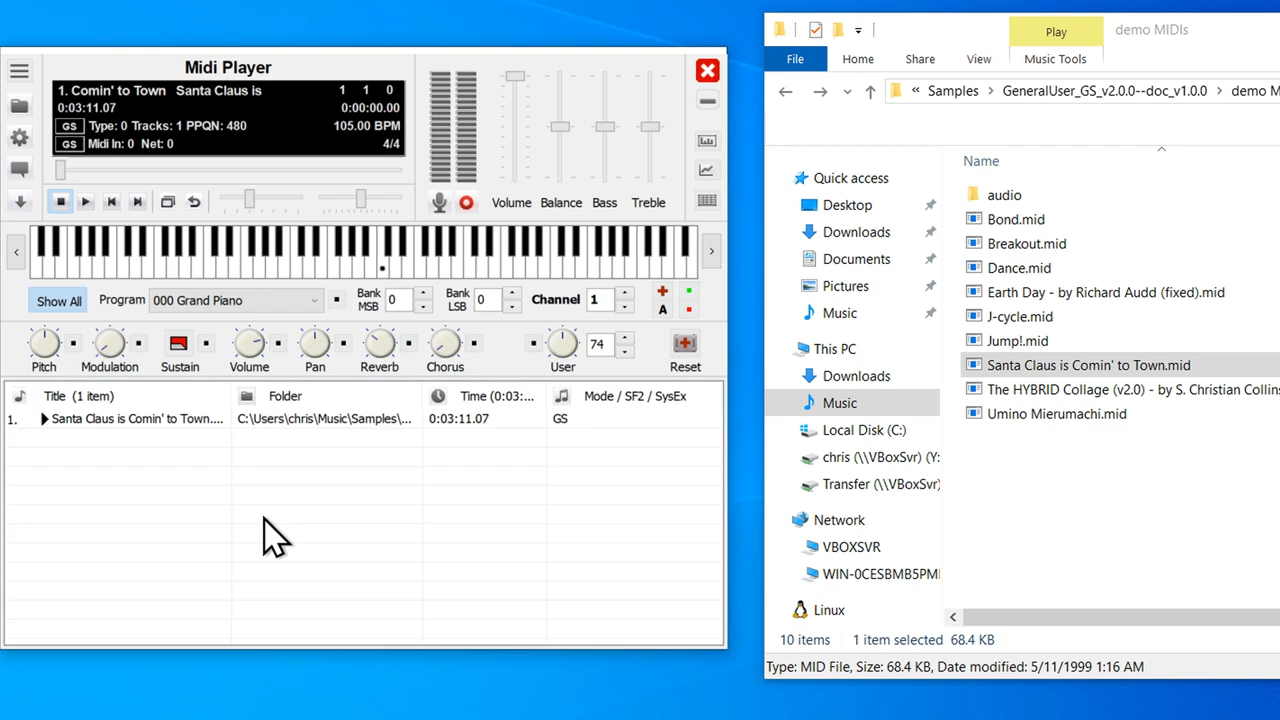 Midi Player
1. Comin' to Town Santa Claus is 1 1 0
0:03:11.07 0:00:00.00
GS Type: 0 Tracks: 1 PPQN: 480 105.00 BPM
GS Midi In: 0 Net: 0 4/4
Volume Balance Bass Treble
Show All Program 000 Grand Piano Bank MSB 0 Bank LSB 0 Channel 1 A
Pitch Modulation Sustain Volume Pan Reverb Chorus User 74 Reset
Title (1 item) Folder Time (0:03:... Mode / SF2 / SysEx
1. Santa Claus is Comin' to Town.... C:\Users\chris\Music\Samples\... 0:03:11.07 GS
Play demo MIDIs
File Home Share View Music Tools
« Samples > GeneralUser_GS_v2.0.0--doc_v1.0.0 > demo M
Name
Quick access
Desktop
Downloads
Documents
Pictures
Music
This PC
Downloads
Music
Local Disk (C:)
chris (\\VBoxSvr) (Y:
Transfer (\\VBoxSvr)
Network
VBOXSVR
WIN-0CESBMB5PMI
Linux
audio
Bond.mid
Breakout.mid
Dance.mid
Earth Day - by Richard Audd (fixed).mid
J-cycle.mid
Jump!.mid
Santa Claus is Comin' to Town.mid
The HYBRID Collage (v2.0) - by S. Christian Collins
Umino Mierumachi.mid
10 items 1 item selected 68.4 KB
Type: MID File, Size: 68.4 KB, Date modified: 5/11/1999 1:16 AM